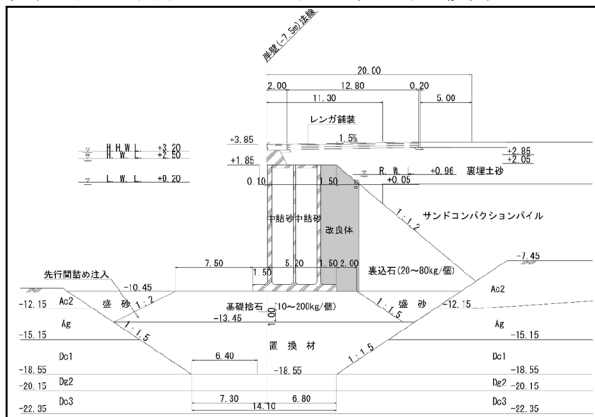 岸壁(-7.5m)法線
20.00
2.00 12.80 0.20
11.30 5.00
レンガ舗装
1.5%
+3.85
H.H.W.L. +3.20
H. W. L. +2.50
+2.85
+2.05
+1.85
R. W. L. +0.96 裏埋土砂
L. W. L. +0.20
0.10 1.50 +0.05
1:1.2
サンドコンパクションパイル
中詰砂 中詰砂
改良体
-7.45
7.50 1.50 5.20 1.50 2.00
裏込石(20～80kg/個)
先行間詰め注入
-10.45
Ac2 盛砂 1:2
基礎捨石 (10～200kg/個)
盛砂 -12.15 Ac2
-12.15
1.00
-13.45
Ag 1:1.5
1:1.5 Ag
-15.15 -15.15
置換材
Dc1 6.40 Dc1
-18.55 -18.55 -18.55
Dg2 Dg2
-20.15 -20.15
7.30 6.80
Dc3 Dc3
14.10
-22.35 -22.35